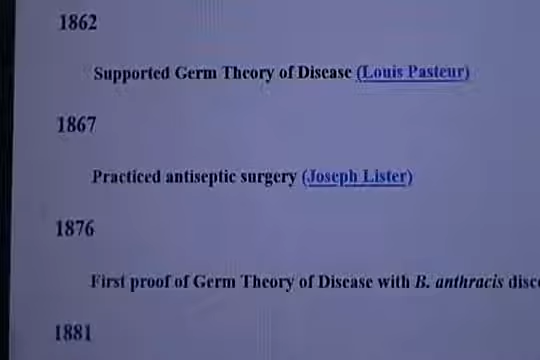 1862
Supported Germ Theory of Disease (Louis Pasteur)
1867
Practiced antiseptic surgery (Joseph Lister)
1876
First proof of Germ Theory of Disease with B. anthracis
1881